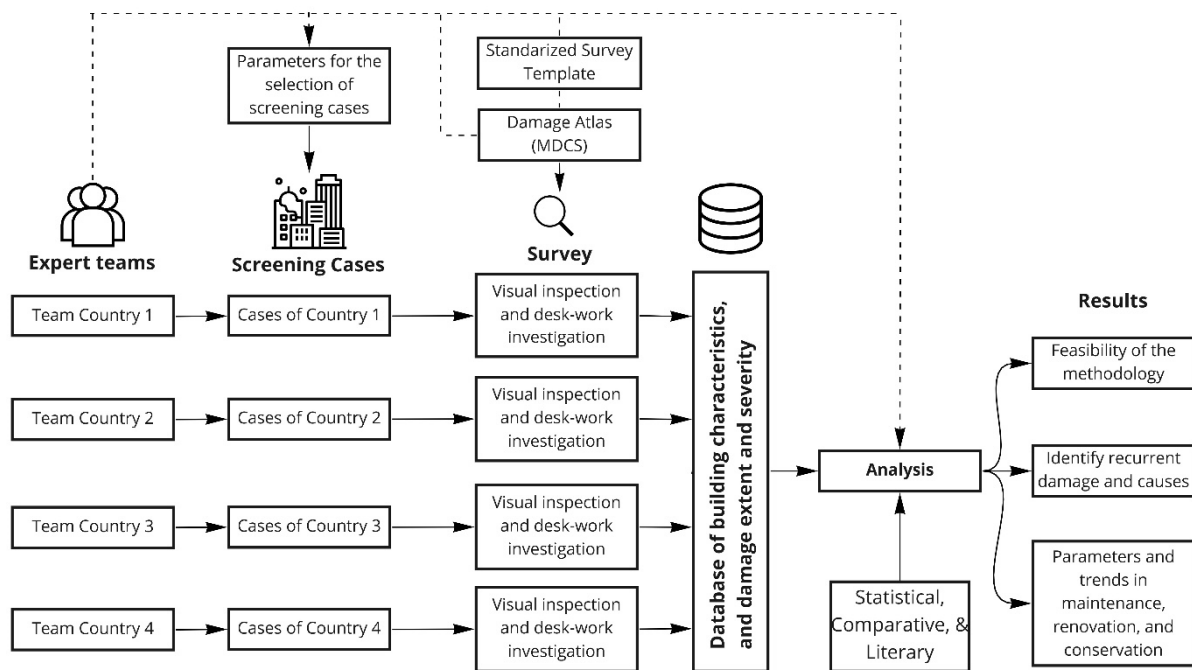 Parameters for the
selection of
screening cases
Standarized Survey
Template
Damage Atlas
(MDCS)
Expert teams
Screening Cases
Survey
Team Country 1
Cases of Country 1
Visual inspection
and desk-work
investigation
Team Country 2
Cases of Country 2
Visual inspection
and desk-work
investigation
Team Country 3
Cases of Country 3
Visual inspection
and desk-work
investigation
Team Country 4
Cases of Country 4
Visual inspection
and desk-work
investigation
Database of building characteristics,
and damage extent and severity
Analysis
Statistical,
Comparative, &
Literary
Results
Feasibility of the
methodology
Identify recurrent
damage and causes
Parameters and
trends in
maintenance,
renovation, and
conservation